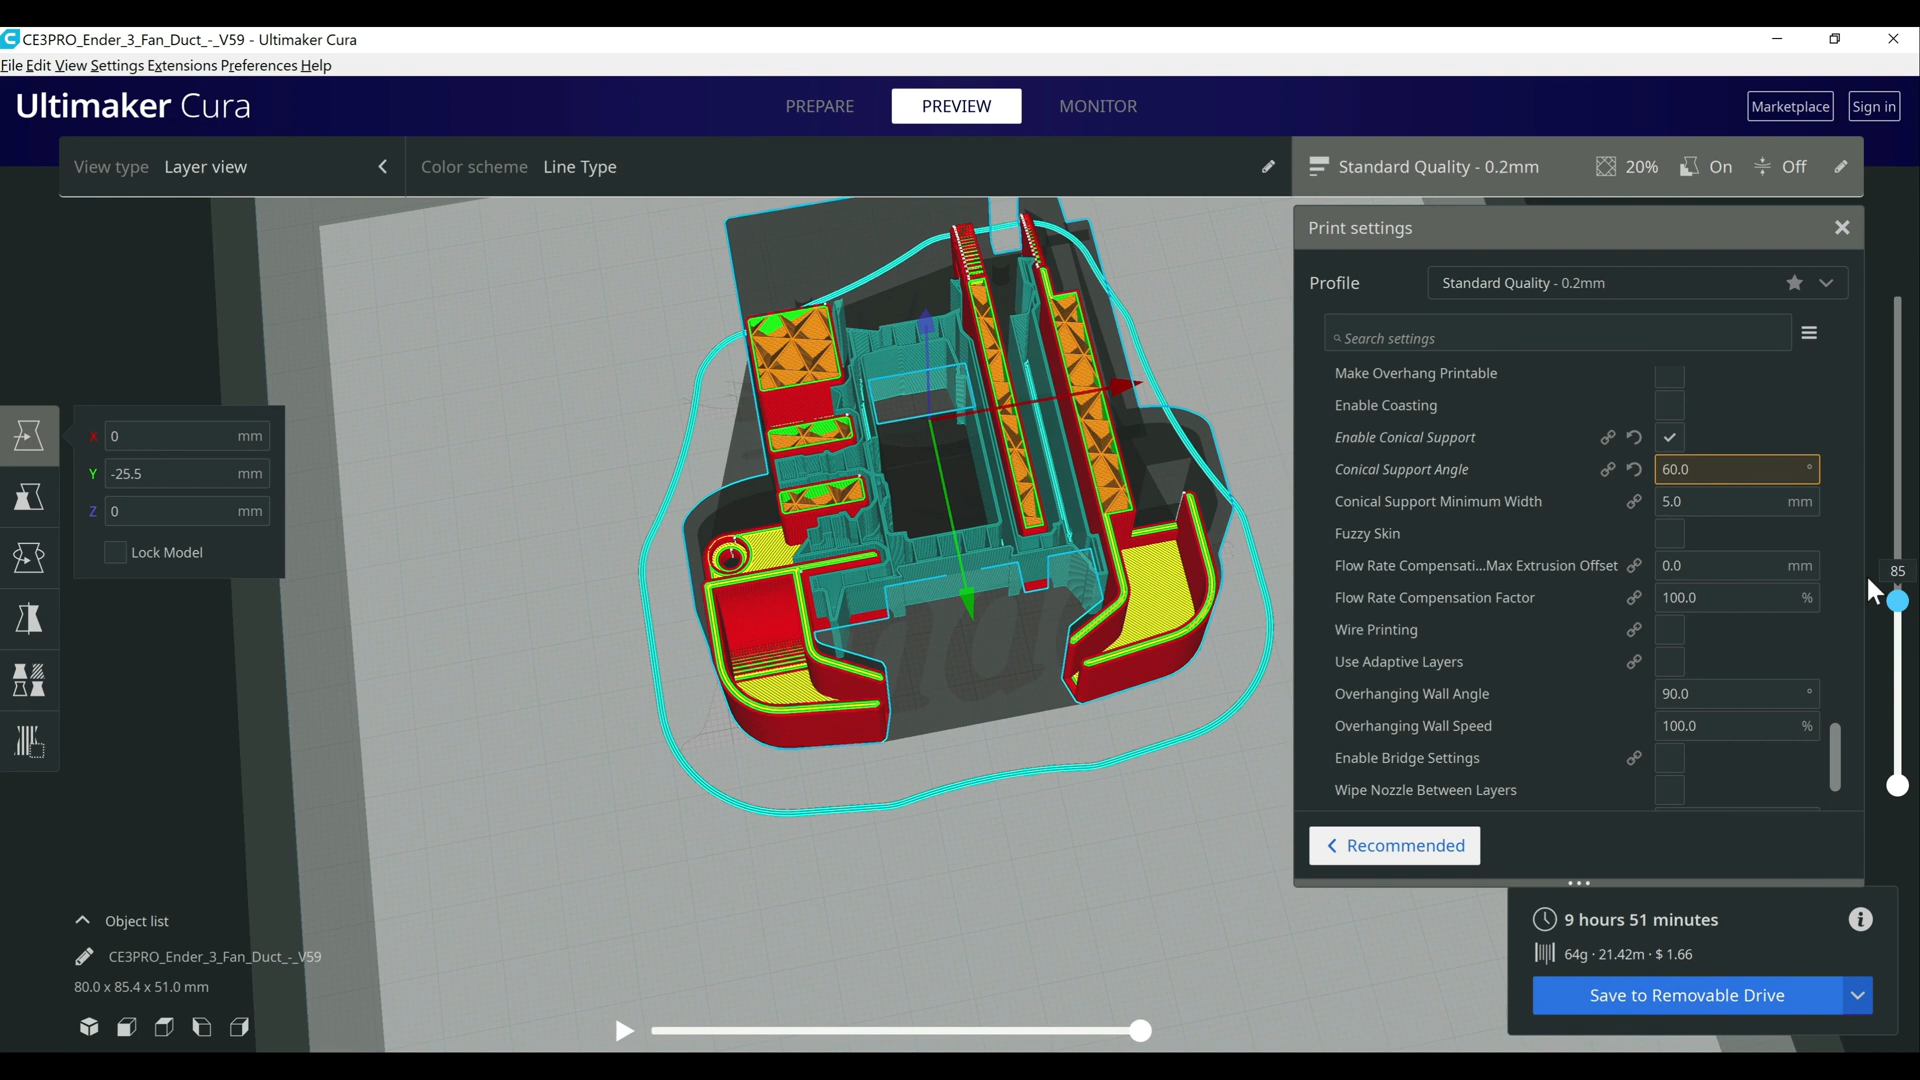 CE3PRO_Ender_3_Fan_Duct_-_V59 - Ultimaker Cura
File Edit View Settings Extensions Preferences Help
Ultimaker Cura
PREPARE
PREVIEW
MONITOR
Marketplace
Sign in
View type Layer view
Color scheme Line Type
Standard Quality - 0.2mm
20%
On
Off
Print settings
Profile
Standard Quality - 0.2mm
Search settings
Make Overhang Printable
Enable Coasting
Enable Conical Support
Conical Support Angle 60.0 °
Conical Support Minimum Width 5.0 mm
Fuzzy Skin
Flow Rate Compensati...Max Extrusion Offset 0.0 mm
Flow Rate Compensation Factor 100.0 %
Wire Printing
Use Adaptive Layers
Overhanging Wall Angle 90.0 °
Overhanging Wall Speed 100.0 %
Enable Bridge Settings
Wipe Nozzle Between Layers
Recommended
85
X 0 mm
Y -25.5 mm
Z 0 mm
Lock Model
Object list
CE3PRO_Ender_3_Fan_Duct_-_V59
80.0 x 85.4 x 51.0 mm
9 hours 51 minutes
64g · 21.42m · $ 1.66
Save to Removable Drive